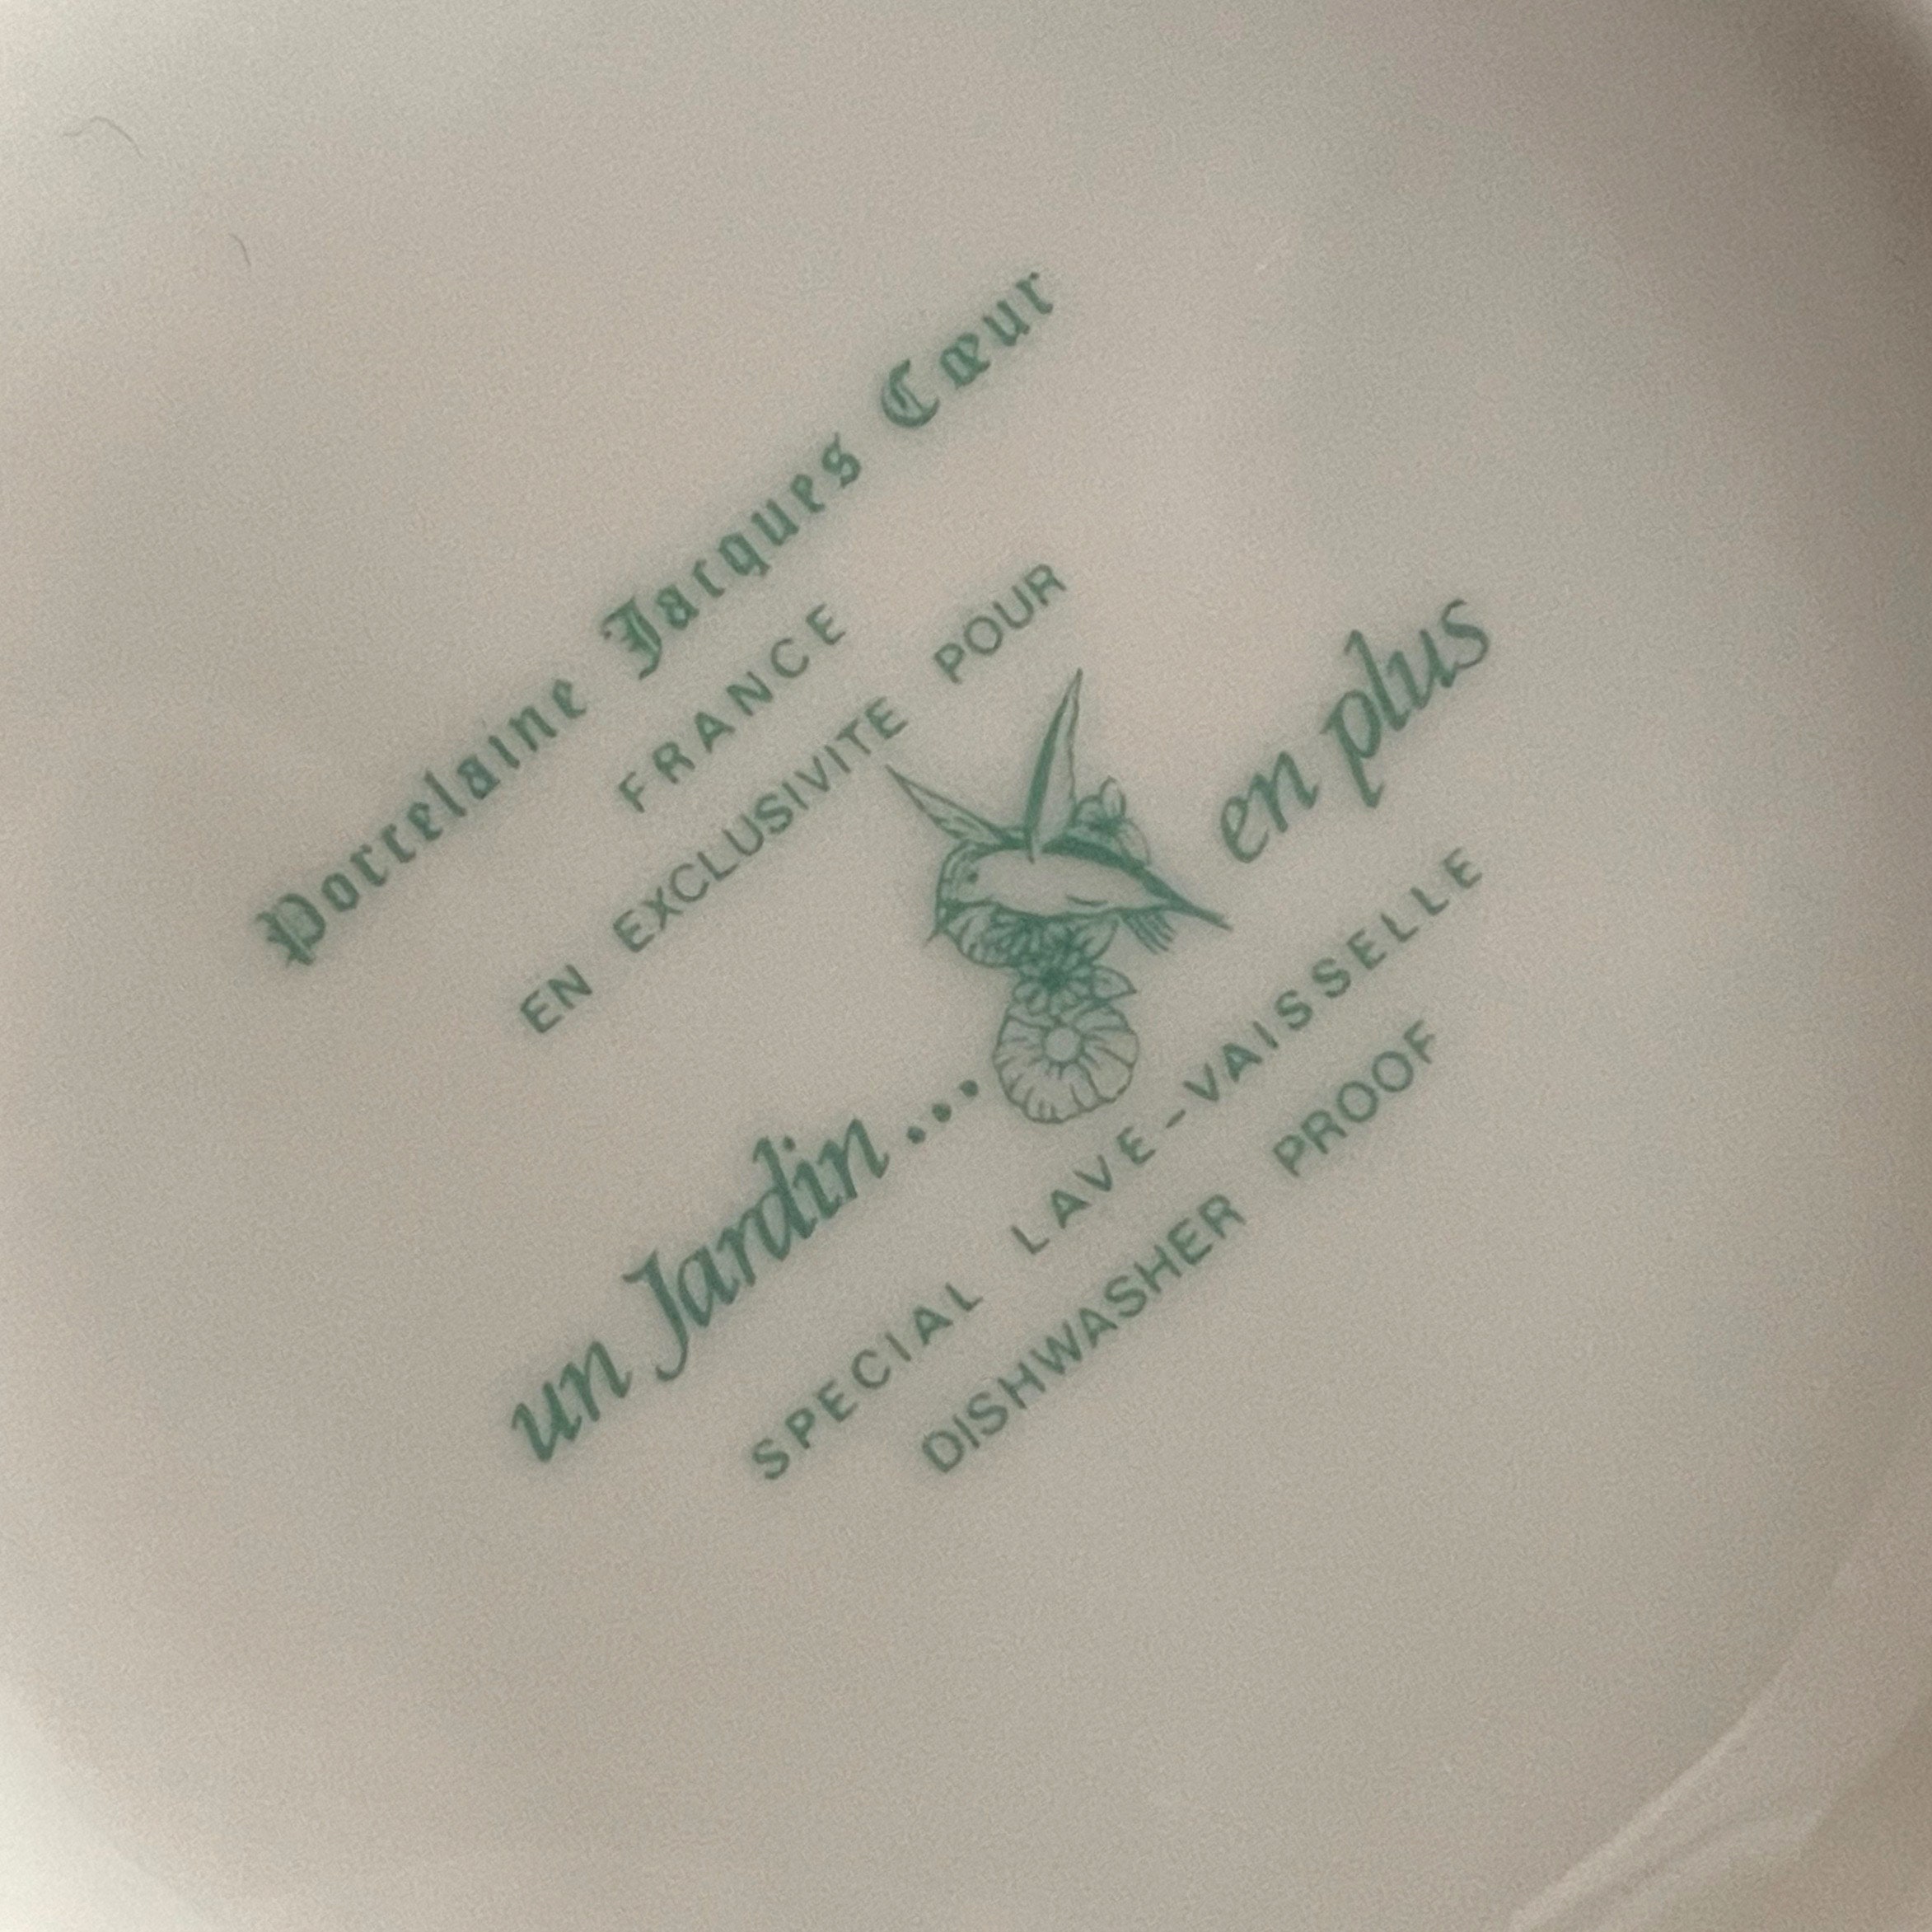 Porcelaine Jacques Cœur
FRANCE
EN EXCLUSIVITE POUR
un Jardin... en plus
SPECIAL LAVE-VAISSELLE
DISHWASHER PROOF